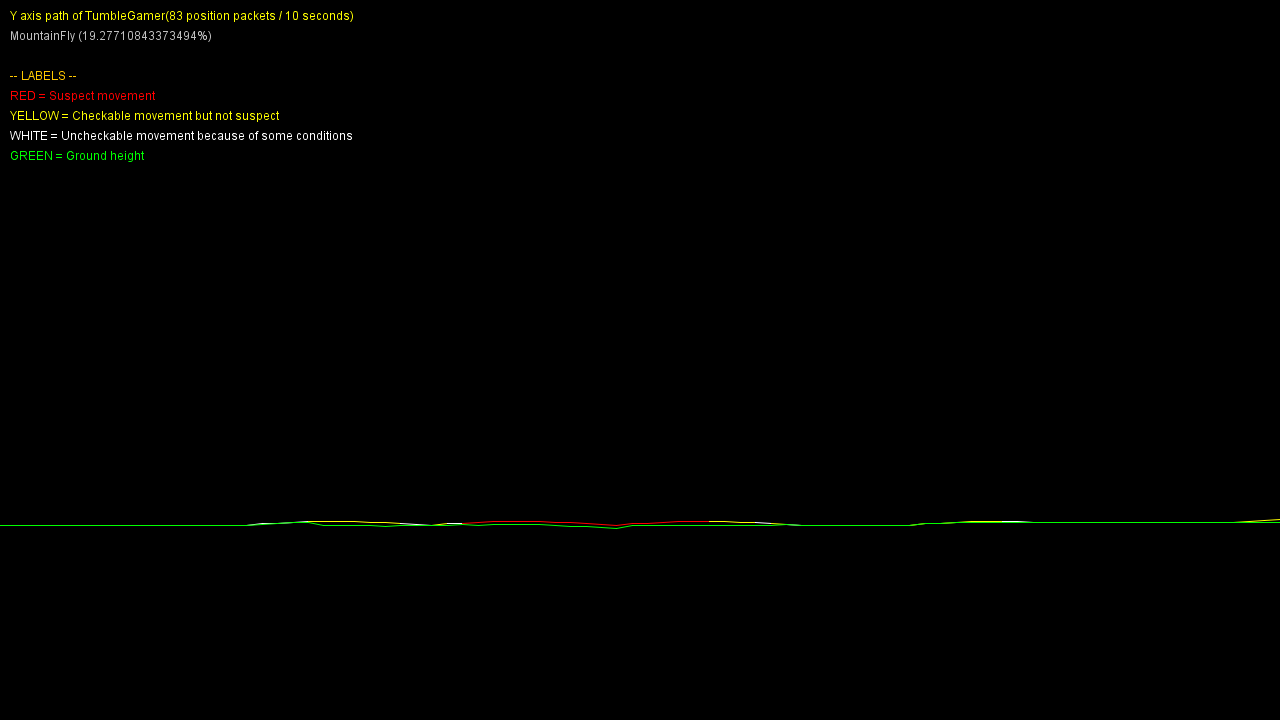 Y axis path of TumbleGamer(83 position packets / 10 seconds)
MountainFly (19.27710843373494%)
-- LABELS --
RED = Suspect movement
YELLOW = Checkable movement but not suspect
WHITE = Uncheckable movement because of some conditions
GREEN = Ground height